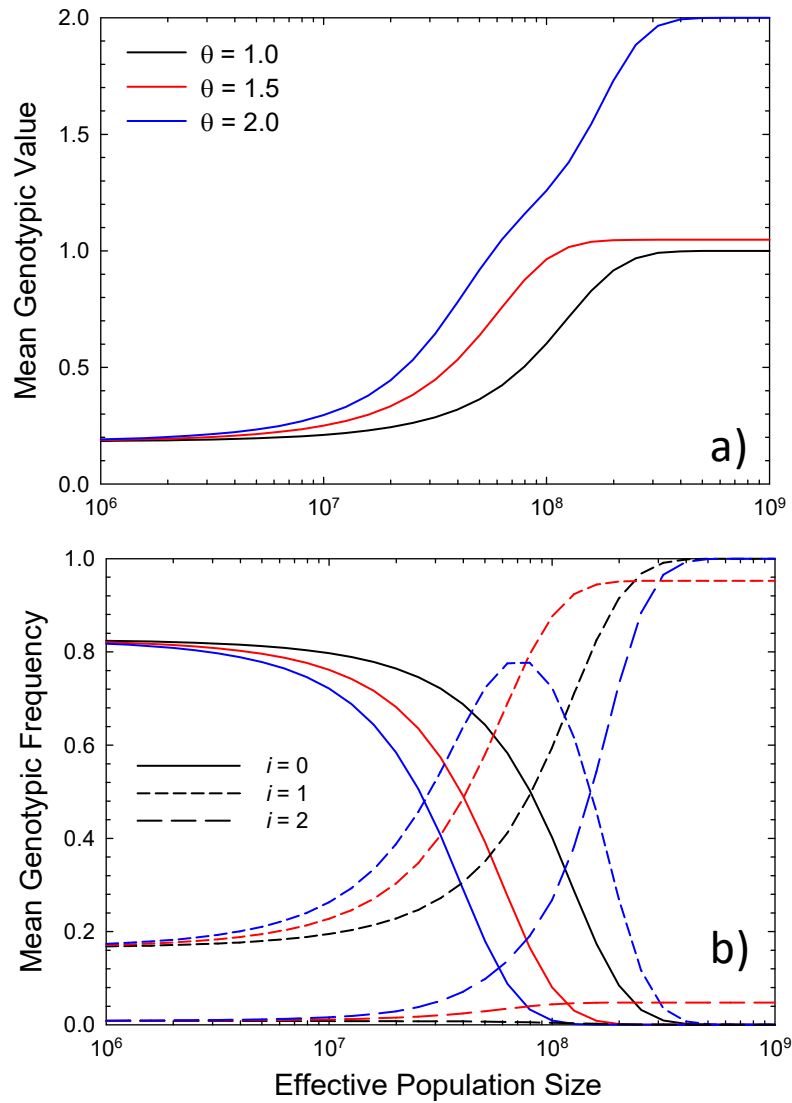 2.0
θ = 1.0
θ = 1.5
θ = 2.0
1.5
1.0
0.5
0.0
Mean Genotypic Value
a)
10⁶ 10⁷ 10⁸ 10⁹
1.0
0.8
0.6
0.4
0.2
0.0
Mean Genotypic Frequency
i = 0
i = 1
i = 2
b)
10⁶ 10⁷ 10⁸ 10⁹
Effective Population Size